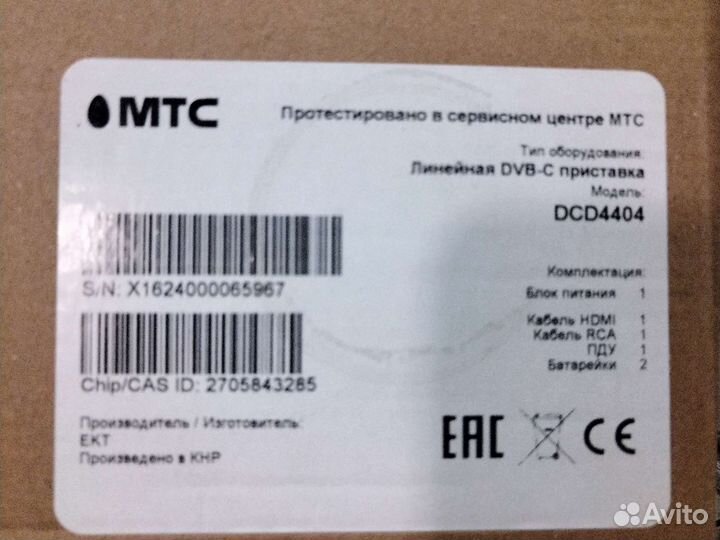 МТС
Протестировано в сервисном центре МТС
Тип оборудования:
Линейная DVB-C приставка
Модель:
DCD4404
S/N: X1624000065967
Chip/CAS ID: 2705843285
Комплектация:
Блок питания 1
Кабель HDMI 1
Кабель RCA 1
ПДУ 1
Батарейки 2
Производитель / Изготовитель:
EKT
Произведено в КНР
EAC
CE
Avito